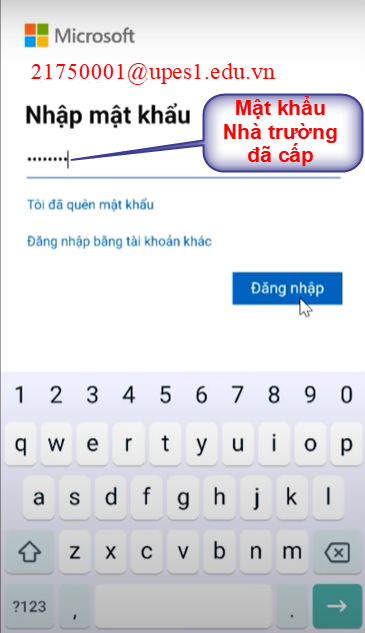 Microsoft
21750001@upes1.edu.vn
Nhập mật khẩu
Mật khẩu
Nhà trường
đã cấp
Tôi đã quên mật khẩu
Đăng nhập bằng tài khoản khác
Đăng nhập
1 2 3 4 5 6 7 8 9 0
q w e r t y u i o p
a s d f g h j k l
z x c v b n m
?123 , .